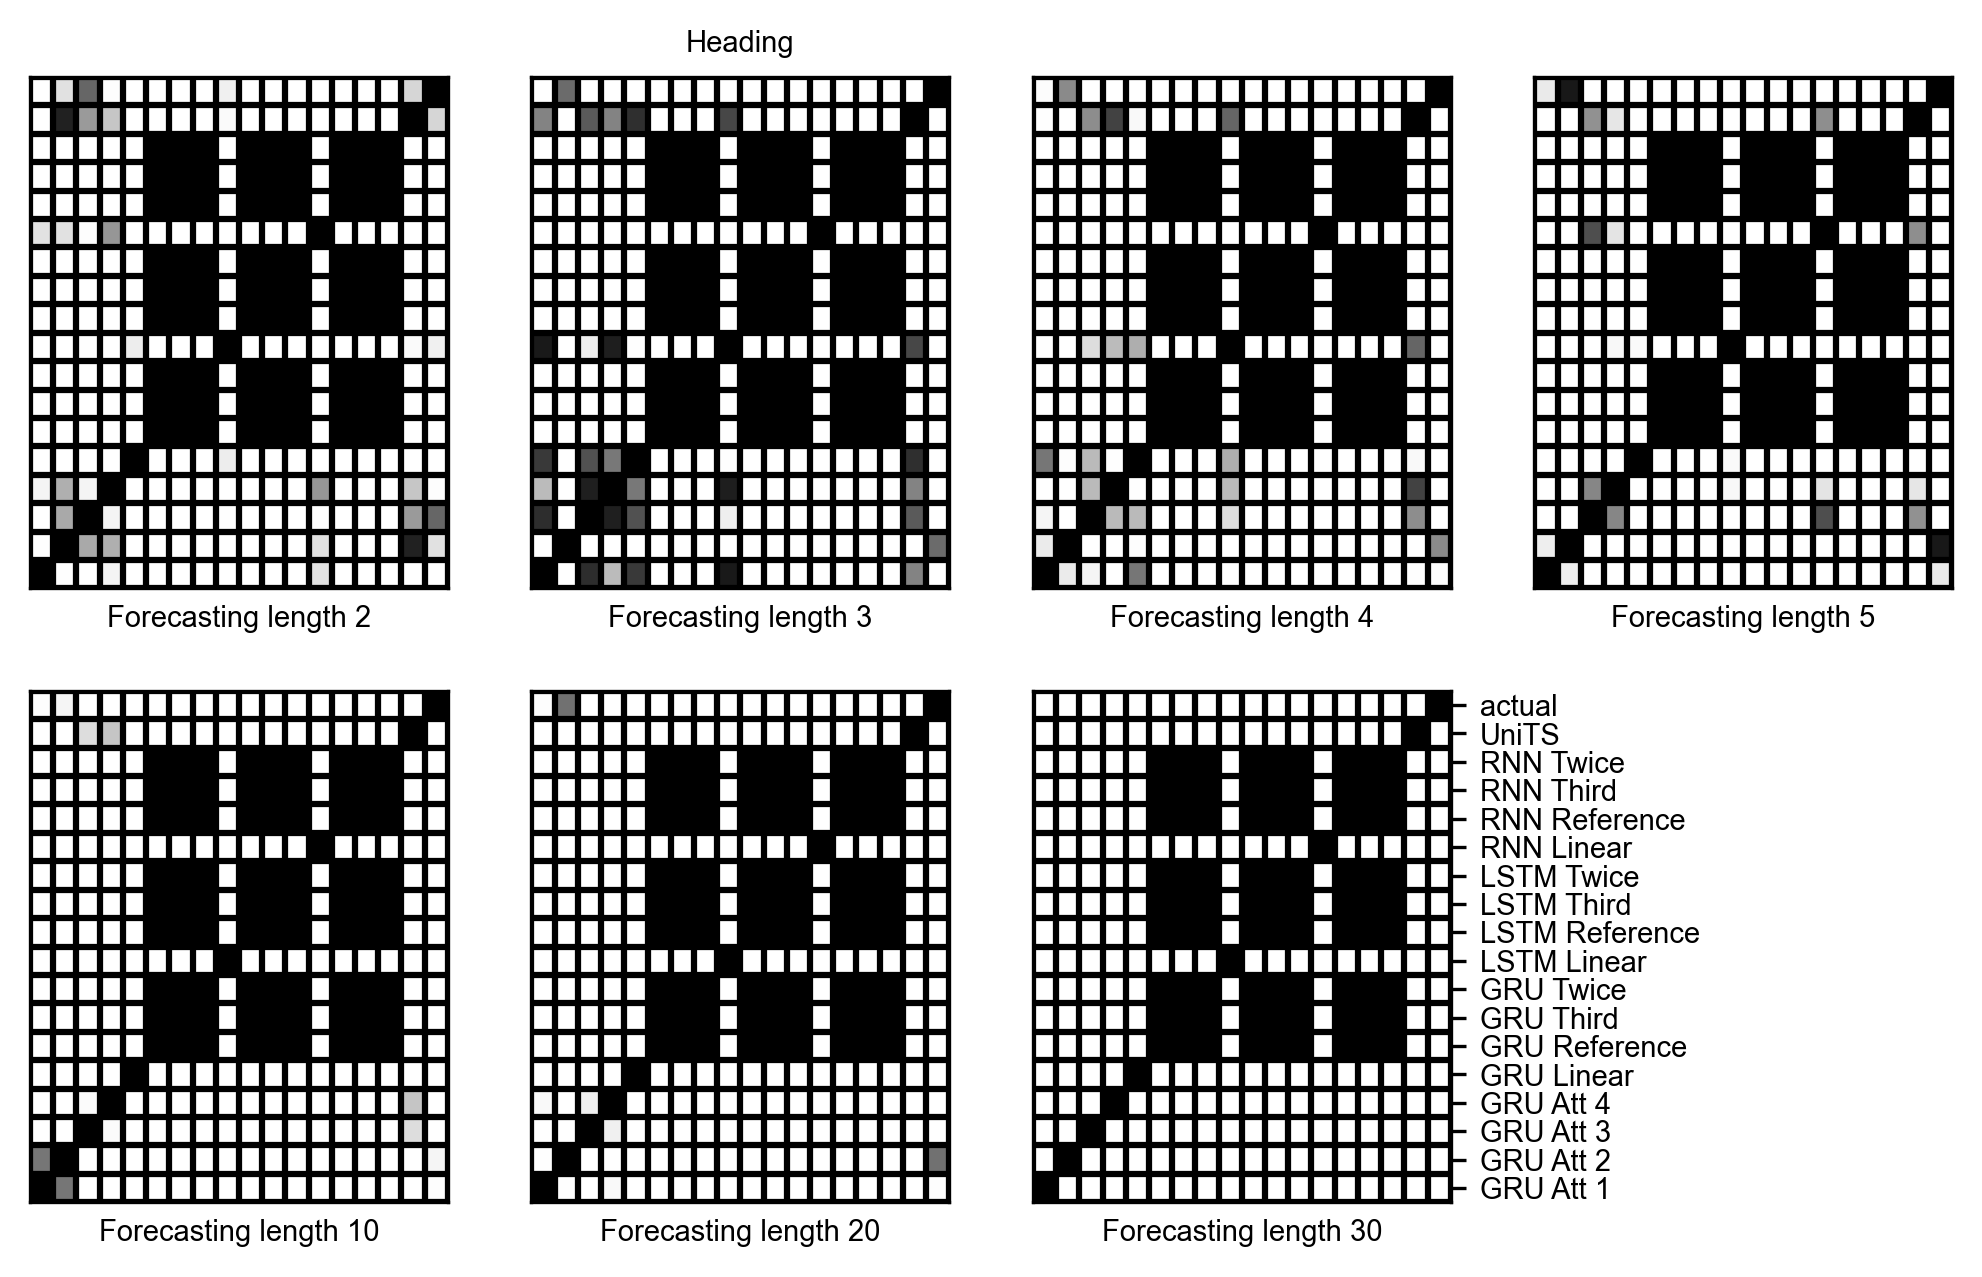 Heading
Forecasting length 2
Forecasting length 3
Forecasting length 4
Forecasting length 5
actual
UniTS
RNN Twice
RNN Third
RNN Reference
RNN Linear
LSTM Twice
LSTM Third
LSTM Reference
LSTM Linear
GRU Twice
GRU Third
GRU Reference
GRU Linear
GRU Att 4
GRU Att 3
GRU Att 2
GRU Att 1
Forecasting length 10
Forecasting length 20
Forecasting length 30